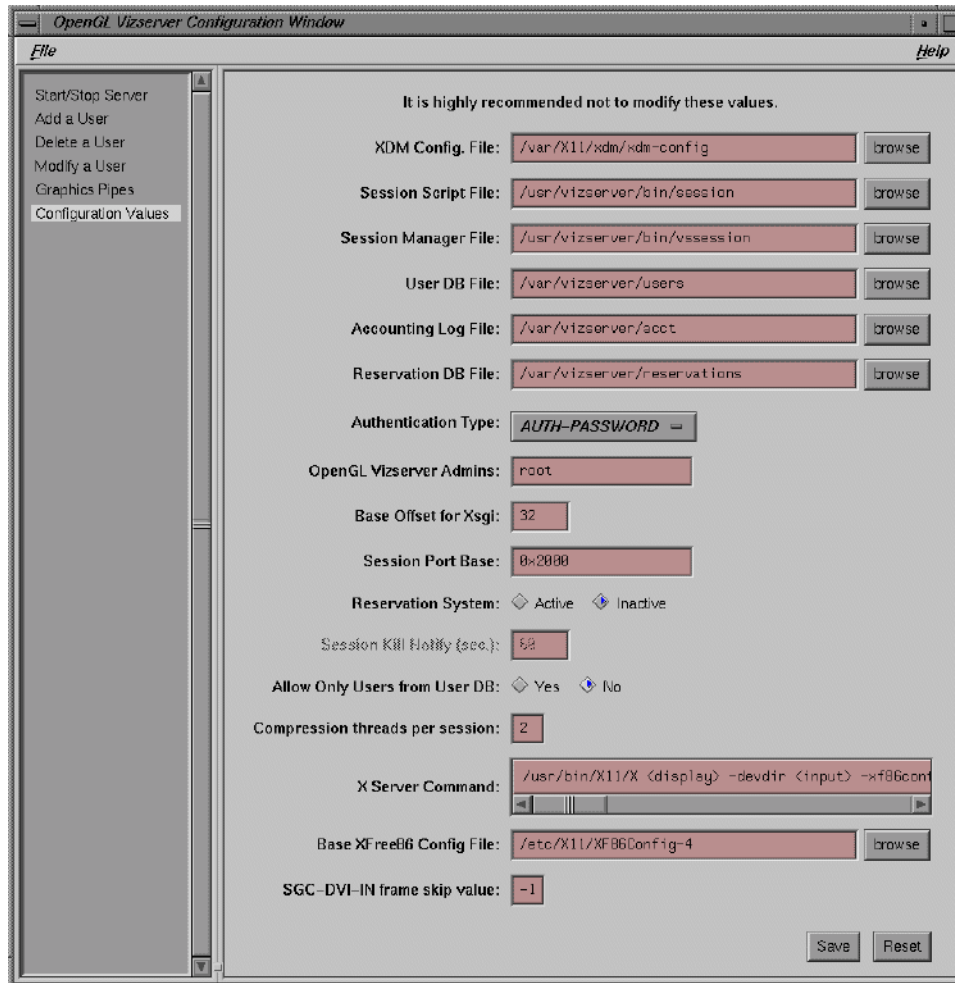 OpenGL Vizserver Configuration Window
File Help
Start/Stop Server
Add a User
Delete a User
Modify a User
Graphics Pipes
Configuration Values
It is highly recommended not to modify these values.
XDM Config. File: /var/X11/xdm/xdm-config browse
Session Script File: /usr/vizserver/bin/session browse
Session Manager File: /usr/vizserver/bin/vssession browse
User DB File: /var/vizserver/users browse
Accounting Log File: /var/vizserver/acct browse
Reservation DB File: /var/vizserver/reservations browse
Authentication Type: AUTH-PASSWORD
OpenGL Vizserver Admins: root
Base Offset for Xsgi: 32
Session Port Base: 0x2000
Reservation System: Active Inactive
Session Kill Notify (sec.): 60
Allow Only Users from User DB: Yes No
Compression threads per session: 2
X Server Command: /usr/bin/X11/X <display> -devdir <input> -xf86conf
Base XFree86 Config File: /etc/X11/XF86Config-4 browse
SGC-DVI-IN frame skip value: -1
Save Reset